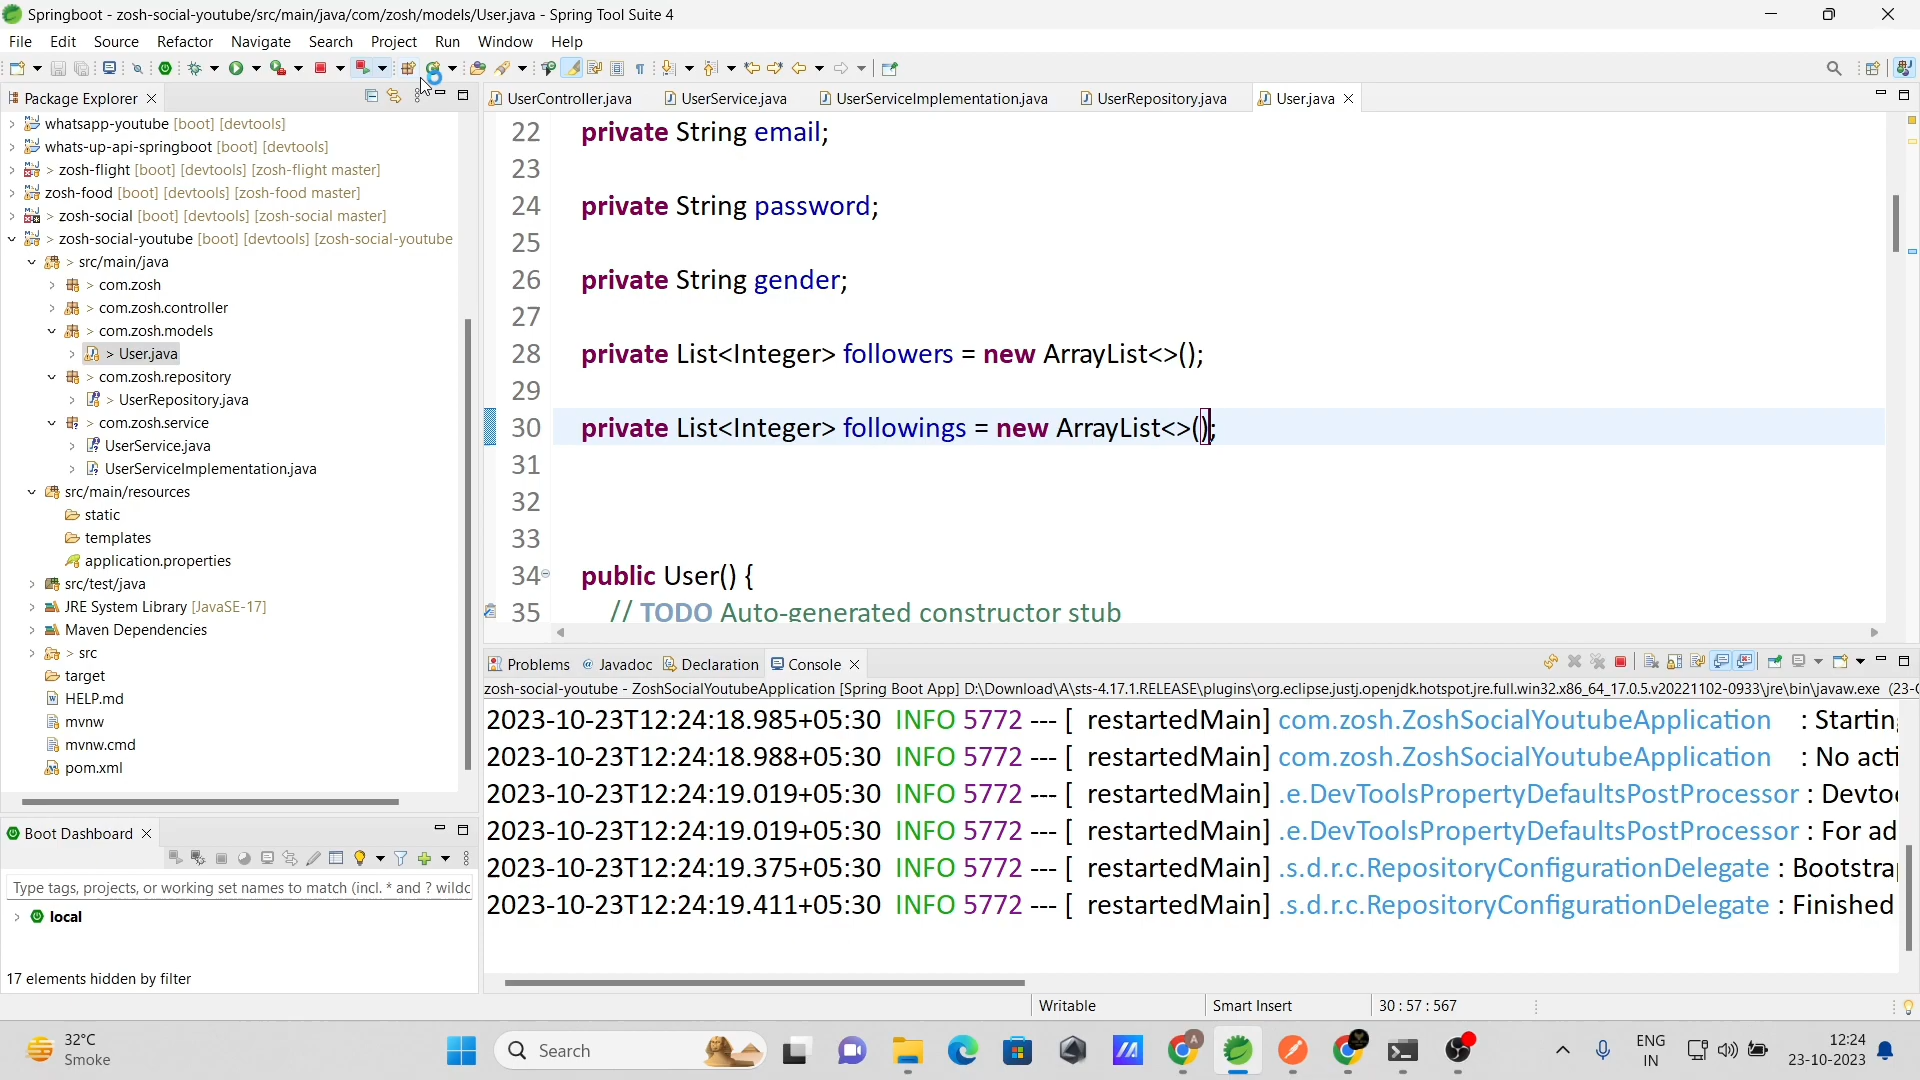 Springboot - zosh-social-youtube/src/main/java/com/zosh/models/User.java - Spring Tool Suite 4
File Edit Source Refactor Navigate Search Project Run Window Help
Package Explorer
whatsapp-youtube [boot] [devtools]
whats-up-api-springboot [boot] [devtools]
> zosh-flight [boot] [devtools] [zosh-flight master]
zosh-food [boot] [devtools] [zosh-food master]
> zosh-social [boot] [devtools] [zosh-social master]
> zosh-social-youtube [boot] [devtools] [zosh-social-youtube
> src/main/java
> com.zosh
> com.zosh.controller
> com.zosh.models
> User.java
> com.zosh.repository
> UserRepository.java
> com.zosh.service
UserService.java
UserServiceImplementation.java
src/main/resources
static
templates
application.properties
src/test/java
JRE System Library [JavaSE-17]
Maven Dependencies
> src
target
HELP.md
mvnw
mvnw.cmd
pom.xml
Boot Dashboard
Type tags, projects, or working set names to match (incl. * and ? wildc
local
17 elements hidden by filter
UserController.java UserService.java UserServiceImplementation.java UserRepository.java User.java
22 private String email;
23
24 private String password;
25
26 private String gender;
27
28 private List<Integer> followers = new ArrayList<>();
29
30 private List<Integer> followings = new ArrayList<>();
31
32
33
34 public User() {
35 // TODO Auto-generated constructor stub
Problems @ Javadoc Declaration Console
zosh-social-youtube - ZoshSocialYoutubeApplication [Spring Boot App] D:\Download\A\sts-4.17.1.RELEASE\plugins\org.eclipse.justj.openjdk.hotspot.jre.full.win32.x86_64_17.0.5.v20221102-0933\jre\bin\javaw.exe (23-
2023-10-23T12:24:18.985+05:30 INFO 5772 --- [ restartedMain] com.zosh.ZoshSocialYoutubeApplication : Startin
2023-10-23T12:24:18.988+05:30 INFO 5772 --- [ restartedMain] com.zosh.ZoshSocialYoutubeApplication : No acti
2023-10-23T12:24:19.019+05:30 INFO 5772 --- [ restartedMain] .e.DevToolsPropertyDefaultsPostProcessor : Devto
2023-10-23T12:24:19.019+05:30 INFO 5772 --- [ restartedMain] .e.DevToolsPropertyDefaultsPostProcessor : For ad
2023-10-23T12:24:19.375+05:30 INFO 5772 --- [ restartedMain] .s.d.r.c.RepositoryConfigurationDelegate : Bootstra
2023-10-23T12:24:19.411+05:30 INFO 5772 --- [ restartedMain] .s.d.r.c.RepositoryConfigurationDelegate : Finished
Writable Smart Insert 30 : 57 : 567
32°C
Smoke
Search
ENG
IN
12:24
23-10-2023